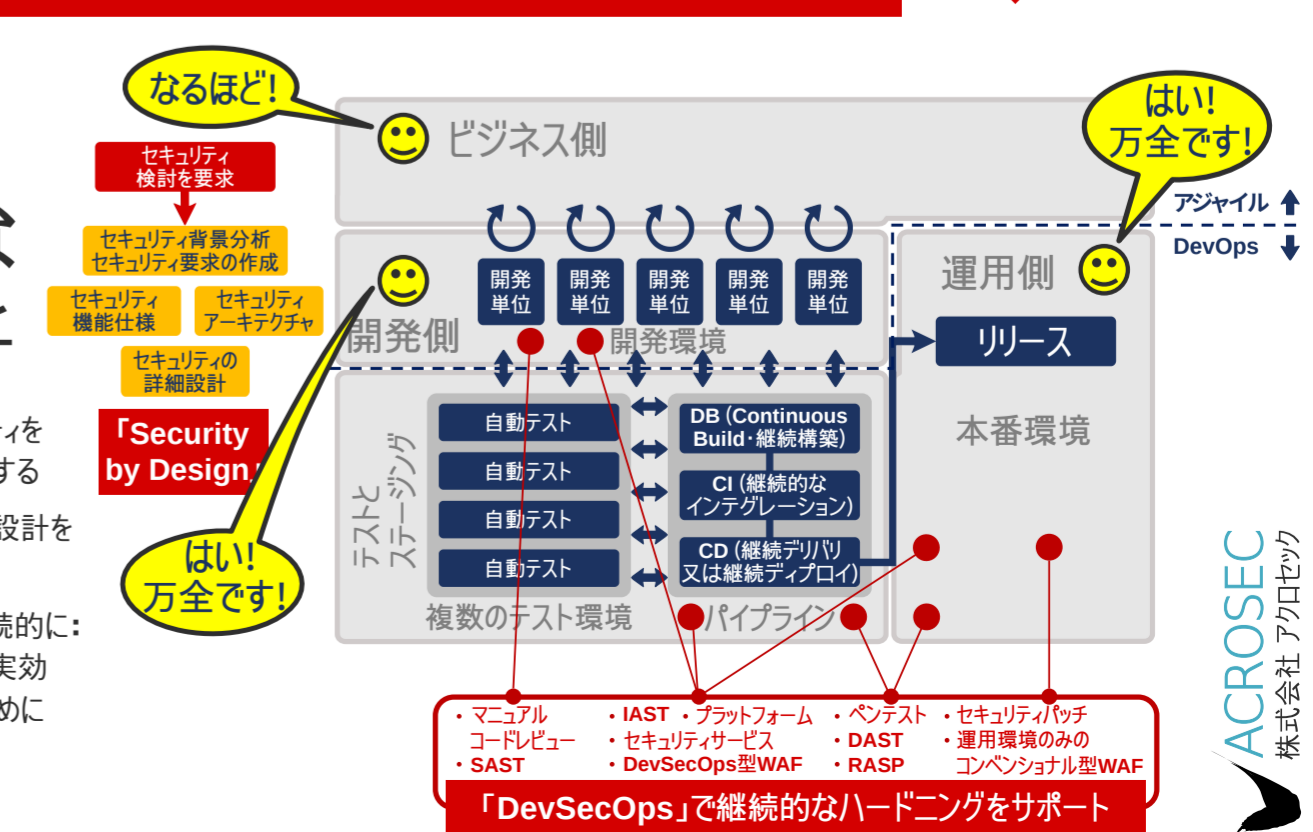 なるほど!
はい!
万全です!
ビジネス側
セキュリティ
検討を要求
アジャイル
DevOps
セキュリティ背景分析
セキュリティ要求の作成
セキュリティ
機能仕様
セキュリティ
アーキテクチャ
セキュリティの
詳細設計
「Security
by Design」
開発
単位
開発
単位
開発
単位
開発
単位
開発
単位
開発側
開発環境
運用側
リリース
本番環境
テストと
ステージング
自動テスト
自動テスト
自動テスト
自動テスト
複数のテスト環境
DB（Continuous
Build・継続構築）
CI（継続的な
インテグレーション）
CD（継続デリバリ
又は継続ディプロイ）
パイプライン
はい!
万全です!
ィを
する
設計を
続的に:
実効
めに
・マニュアル
コードレビュー
・SAST
・IAST ・プラットフォーム
・セキュリティサービス
・DevSecOps型WAF
・ペンテスト
・DAST
・RASP
・セキュリティパッチ
・運用環境のみの
コンベンショナル型WAF
「DevSecOps」で継続的なハードニングをサポート
ACROSEC
株式会社 アクロセック